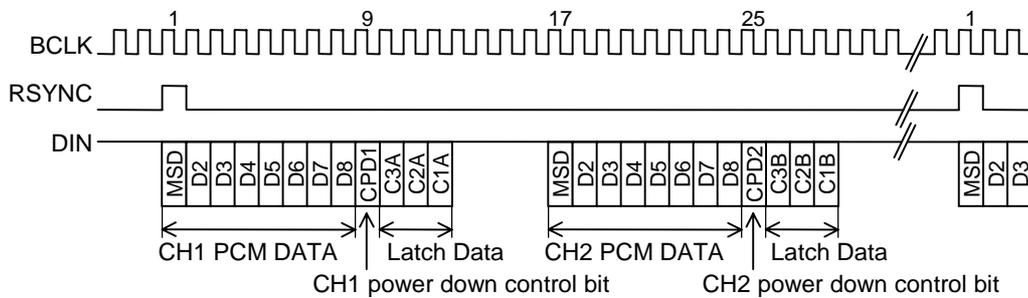 1 9 17 25 1
BCLK
RSYNC
DIN
MSD D2 D3 D4 D5 D6 D7 D8 CPD1 C3A C2A C1A MSD D2 D3 D4 D5 D6 D7 D8 CPD2 C3B C2B C1B MSD D2 D3
CH1 PCM DATA Latch Data CH2 PCM DATA Latch Data
CH1 power down control bit CH2 power down control bit